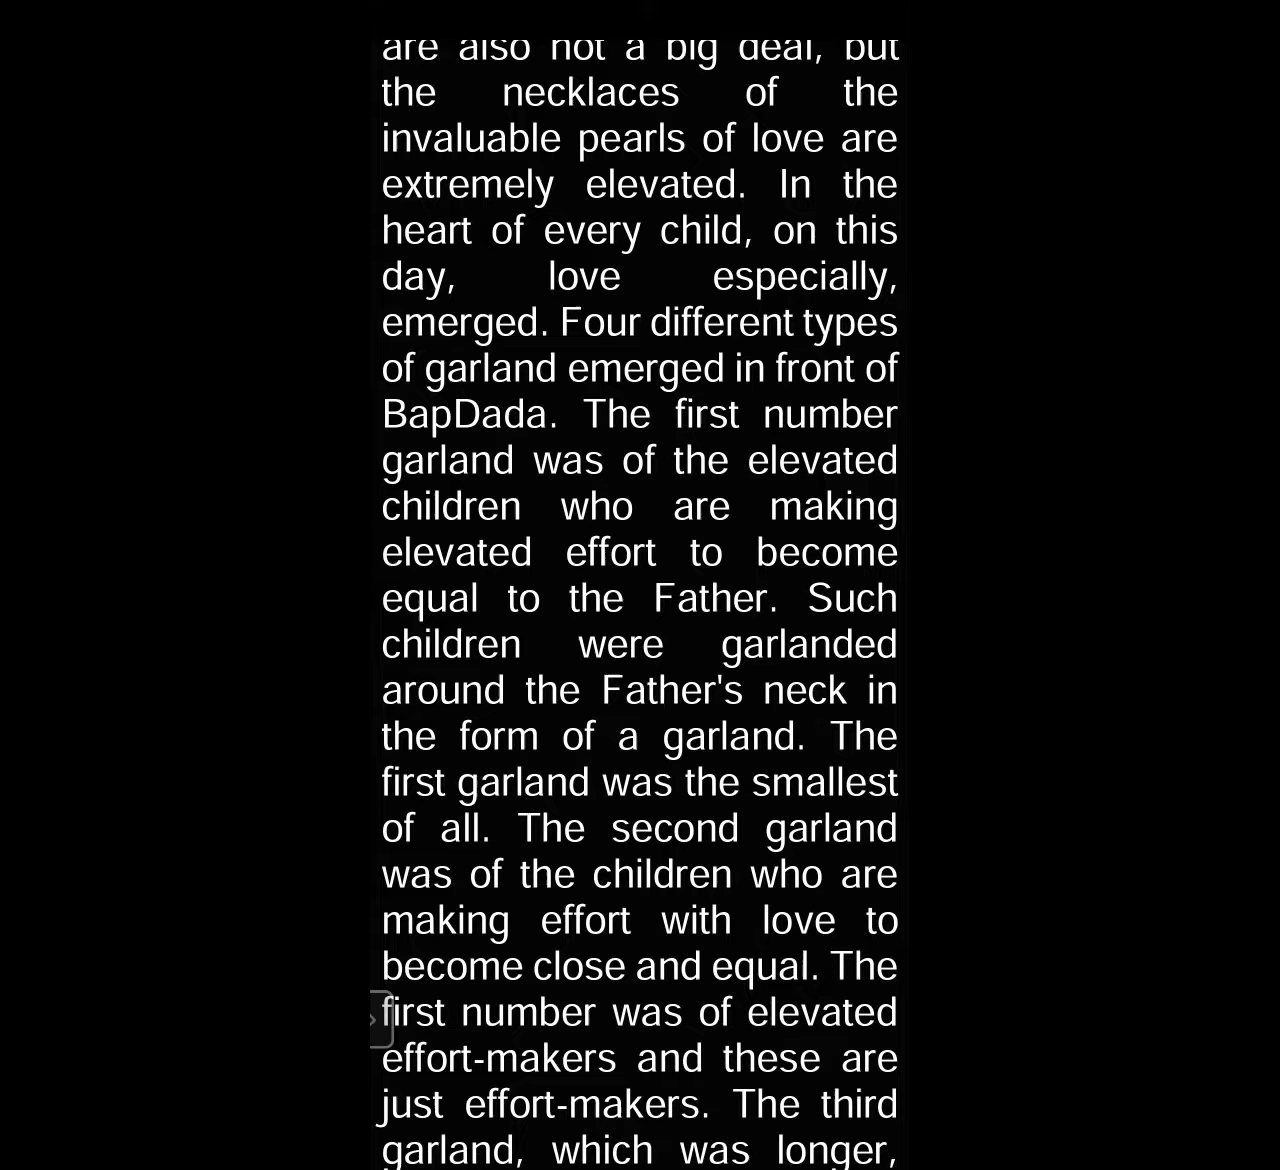 are also not a big deal, but
the necklaces of the
invaluable pearls of love are
extremely elevated. In the
heart of every child, on this
day, love especially,
emerged. Four different types
of garland emerged in front of
BapDada. The first number
garland was of the elevated
children who are making
elevated effort to become
equal to the Father. Such
children were garlanded
around the Father's neck in
the form of a garland. The
first garland was the smallest
of all. The second garland
was of the children who are
making effort with love to
become close and equal. The
first number was of elevated
effort-makers and these are
just effort-makers. The third
garland, which was longer,